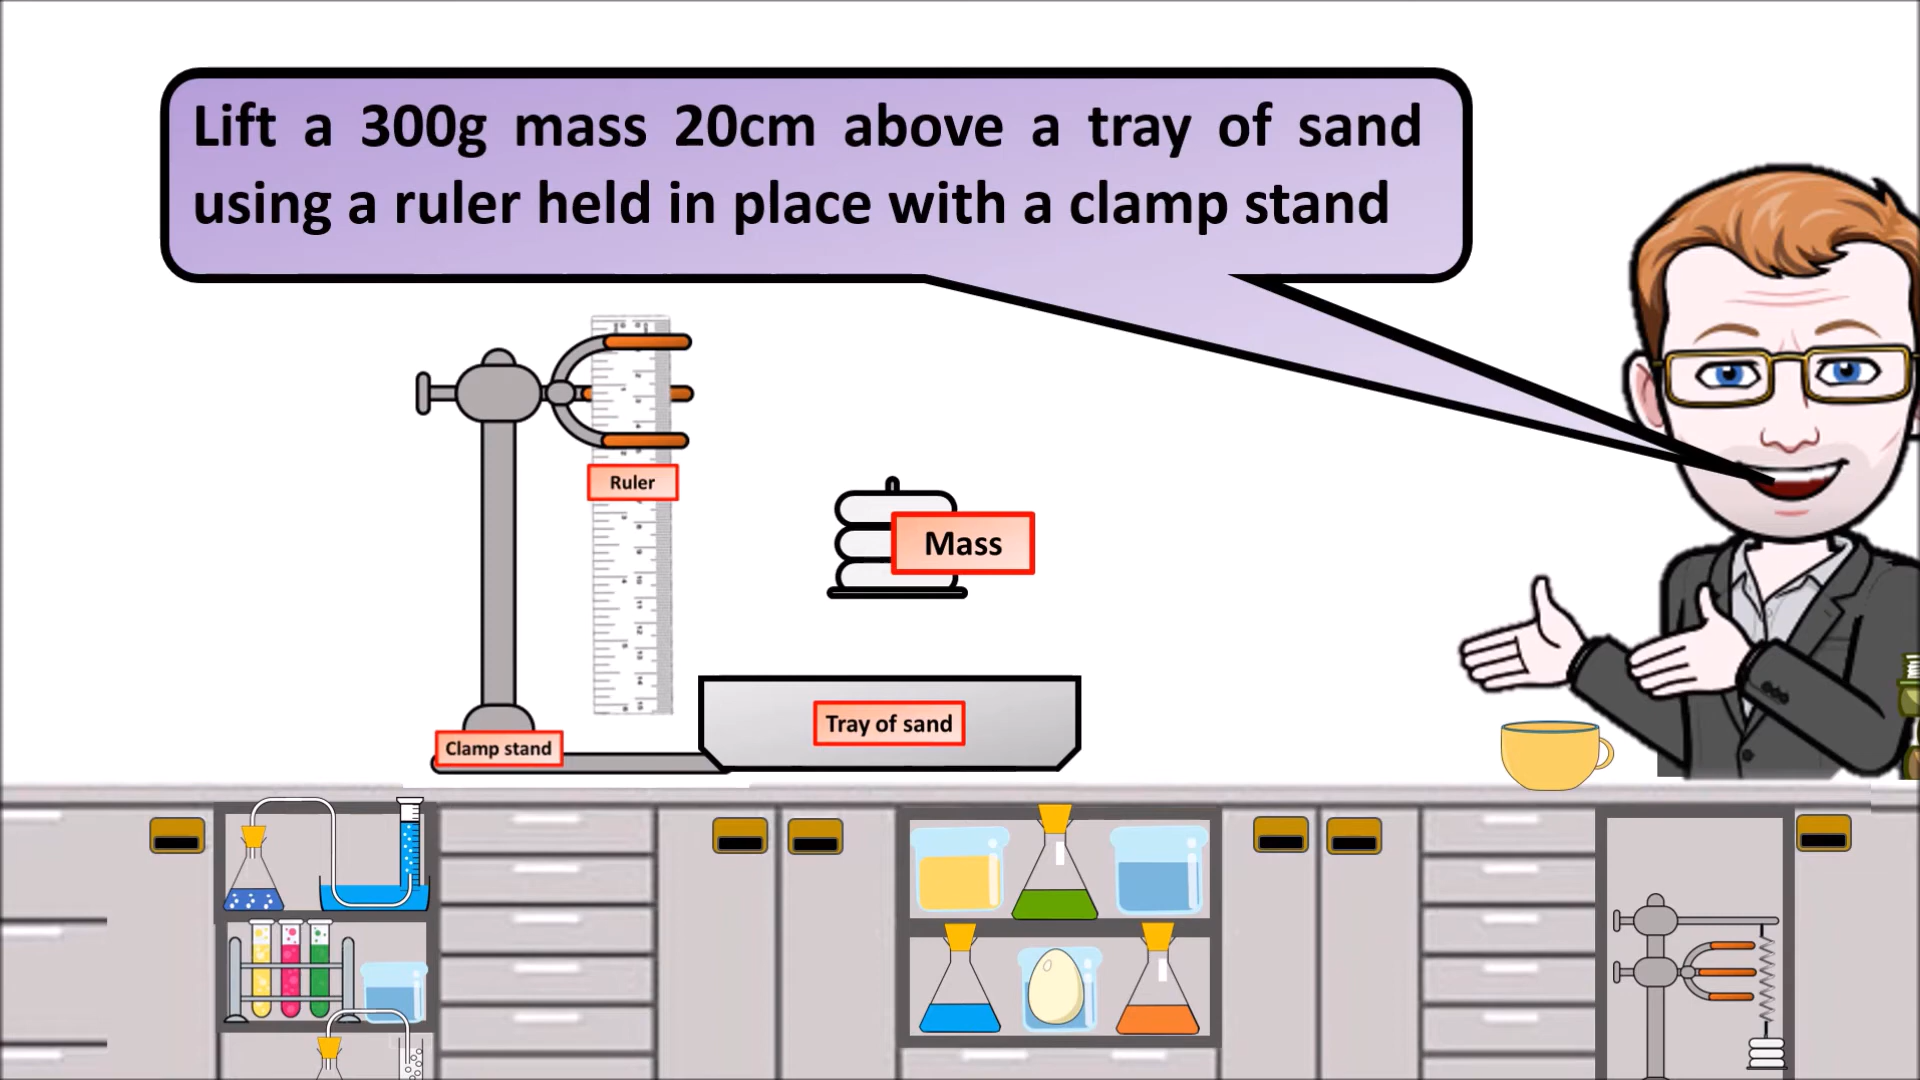 Lift a 300g mass 20cm above a tray of sand
using a ruler held in place with a clamp stand
Ruler
Mass
Tray of sand
Clamp stand